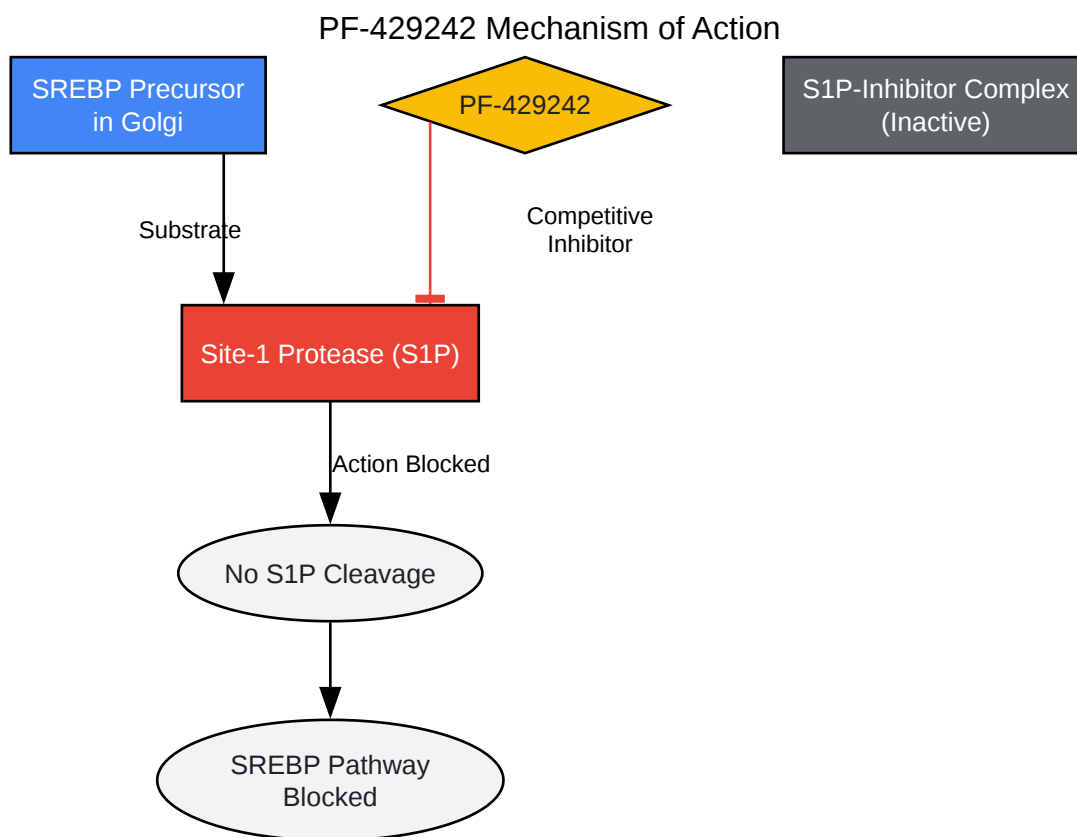 PF-429242 Mechanism of Action
SREBP Precursor
in Golgi
PF-429242
S1P-Inhibitor Complex
(Inactive)
Substrate
Competitive
Inhibitor
Site-1 Protease (S1P)
Action Blocked
No S1P Cleavage
SREBP Pathway
Blocked